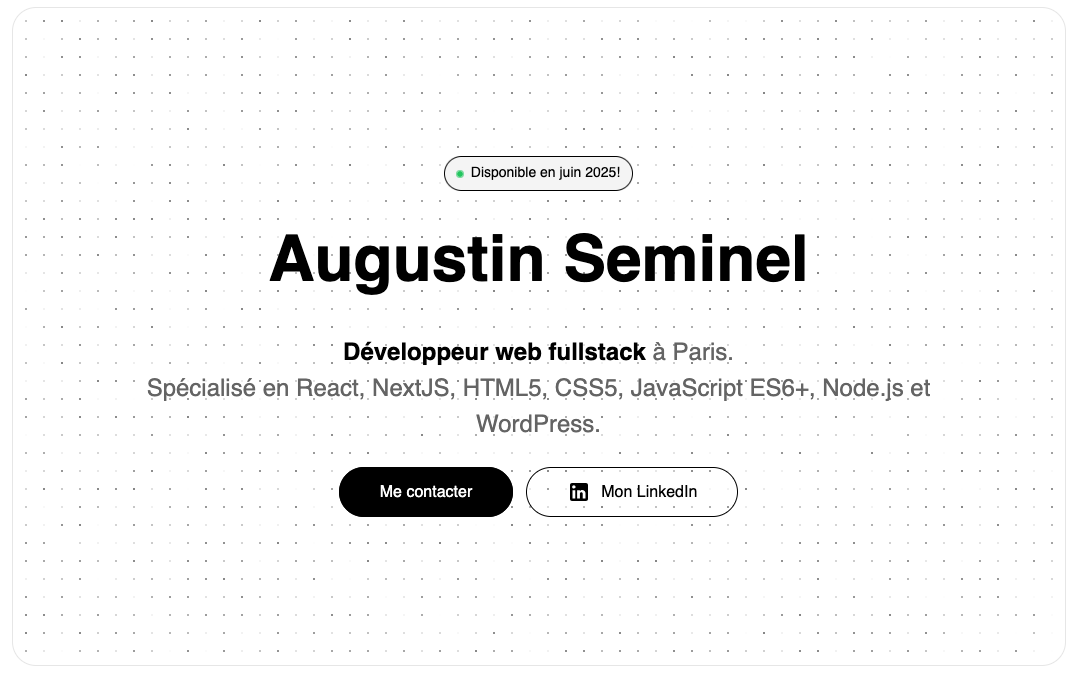 Disponible en juin 2025!
Augustin Seminel
Développeur web fullstack à Paris.
Spécialisé en React, NextJS, HTML5, CSS5, JavaScript ES6+, Node.js et
WordPress.
Me contacter
Mon LinkedIn